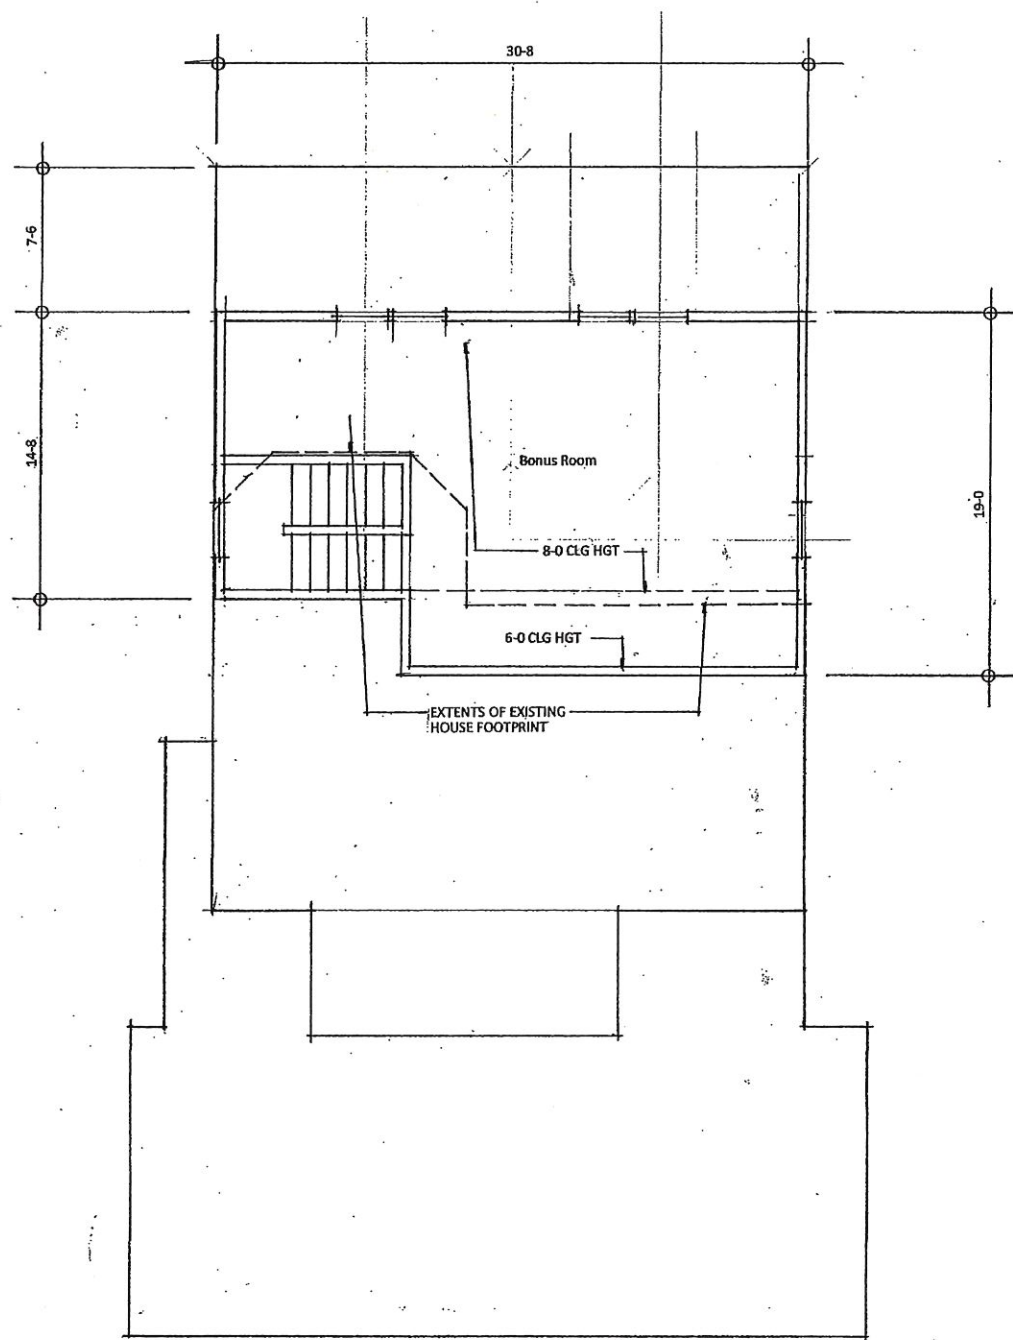 30-8
7-6
14-8
Bonus Room
19-0
8-0 CLG HGT
6-0 CLG HGT
EXTENTS OF EXISTING
HOUSE FOOTPRINT